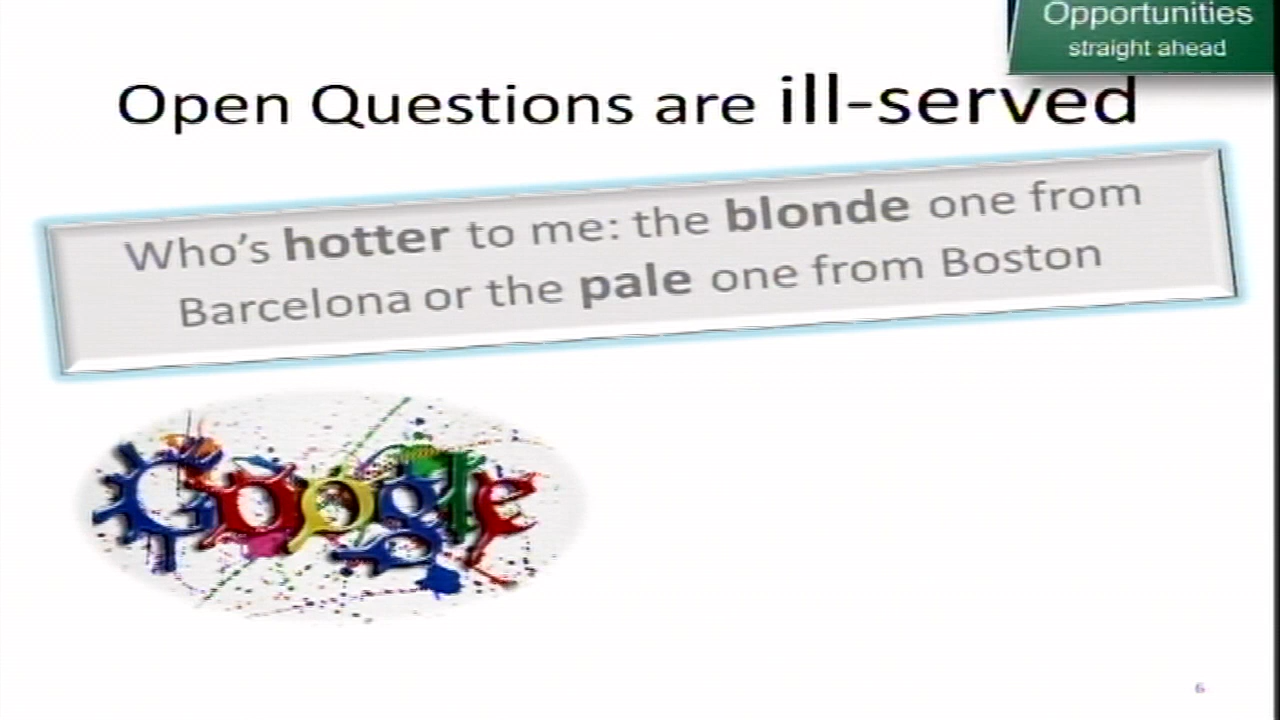 Opportunities
straight ahead
Open Questions are ill-served
Who's hotter to me: the blonde one from
Barcelona or the pale one from Boston
Google
6